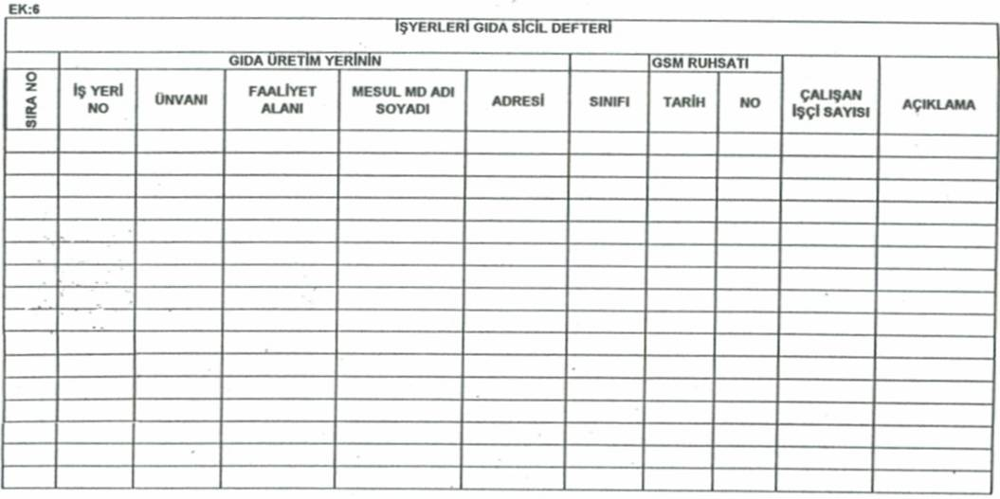 EK:6
İŞYERLERİ GIDA SİCİL DEFTERİ
GIDA ÜRETİM YERİNİN
GSM RUHSATI
SIRA NO
İŞ YERİ
NO
ÜNVANI
FAALİYET
ALANI
MESUL MD ADI
SOYADI
ADRESİ
SINIFI
TARİH
NO
ÇALIŞAN
İŞÇİ SAYISI
AÇIKLAMA